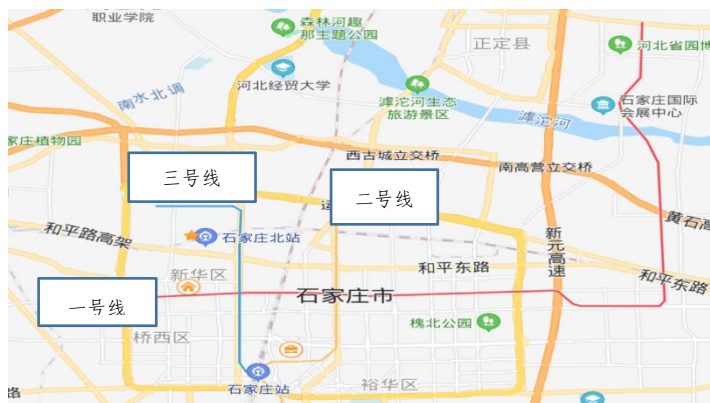 职业学院
森林河趣
那主题公园
正定县
河北省园博
河北经贸大学
南水北调
滹沱河生态
旅游景区
滹沱河
石家庄国际
会展中心
家庄植物园
西古城立交桥
南高营立交桥
三号线
二号线
运
黄石高
和平路高架
石家庄北站
新元高速
和平东路
和平东路
新华区
石家庄市
一号线
槐北公园
桥西区
石家庄站
裕华区
路